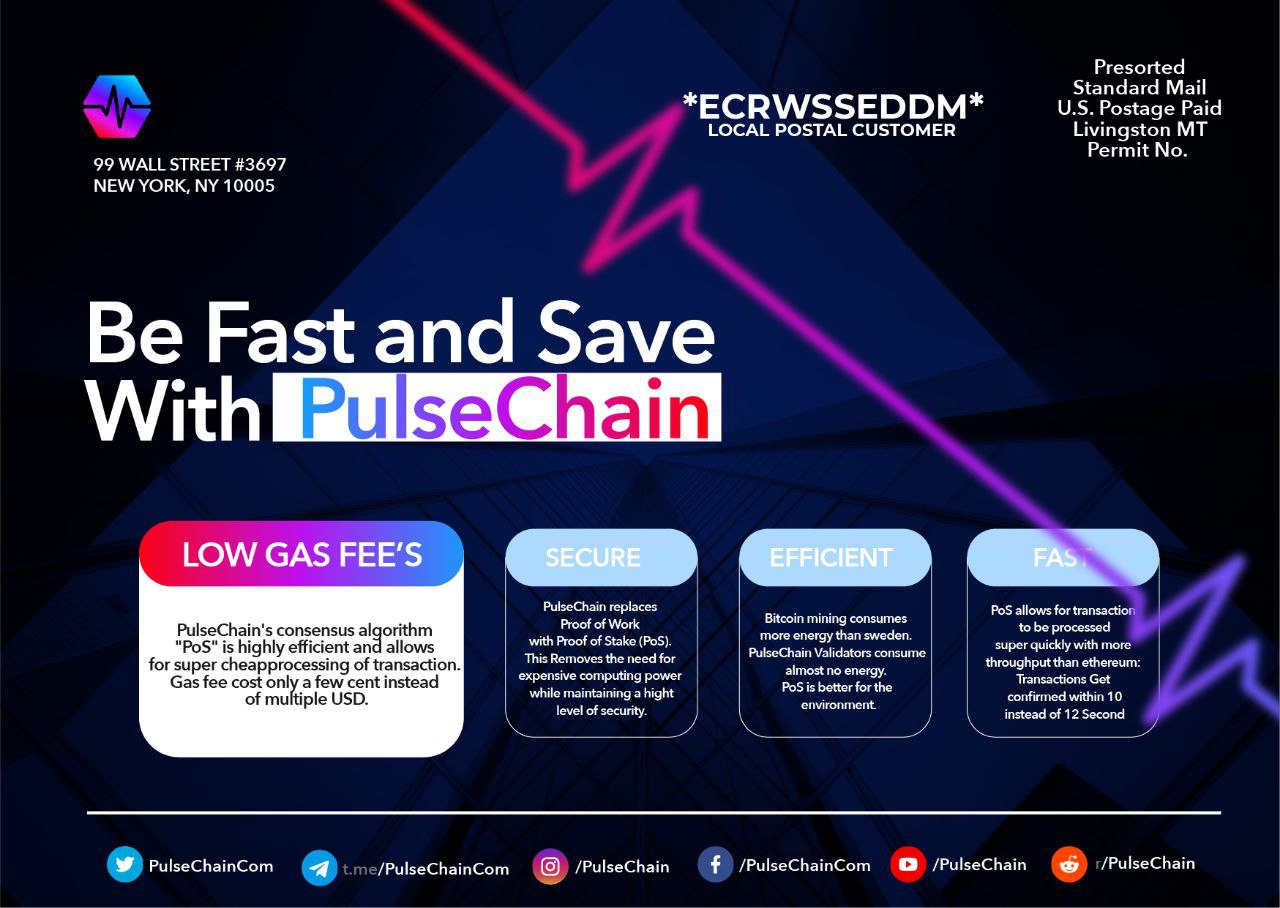 99 WALL STREET #3697
NEW YORK, NY 10005
*ECRWSSEDDM*
LOCAL POSTAL CUSTOMER
Presorted
Standard Mail
U.S. Postage Paid
Livingston MT
Permit No.
Be Fast and Save
With PulseChain
LOW GAS FEE’S
PulseChain's consensus algorithm
"PoS" is highly efficient and allows
for super cheapprocessing of transaction.
Gas fee cost only a few cent instead
of multiple USD.
SECURE
PulseChain replaces
Proof of Work
with Proof of Stake (PoS).
This Removes the need for
expensive computing power
while maintaining a hight
level of security.
EFFICIENT
Bitcoin mining consumes
more energy than sweden.
PulseChain Validators consume
almost no energy.
PoS is better for the
environment.
FAST
PoS allows for transaction
to be processed
super quickly with more
throughput than ethereum:
Transactions Get
confirmed within 10
instead of 12 Second
PulseChainCom
t.me/PulseChainCom
/PulseChain
/PulseChainCom
/PulseChain
r/PulseChain